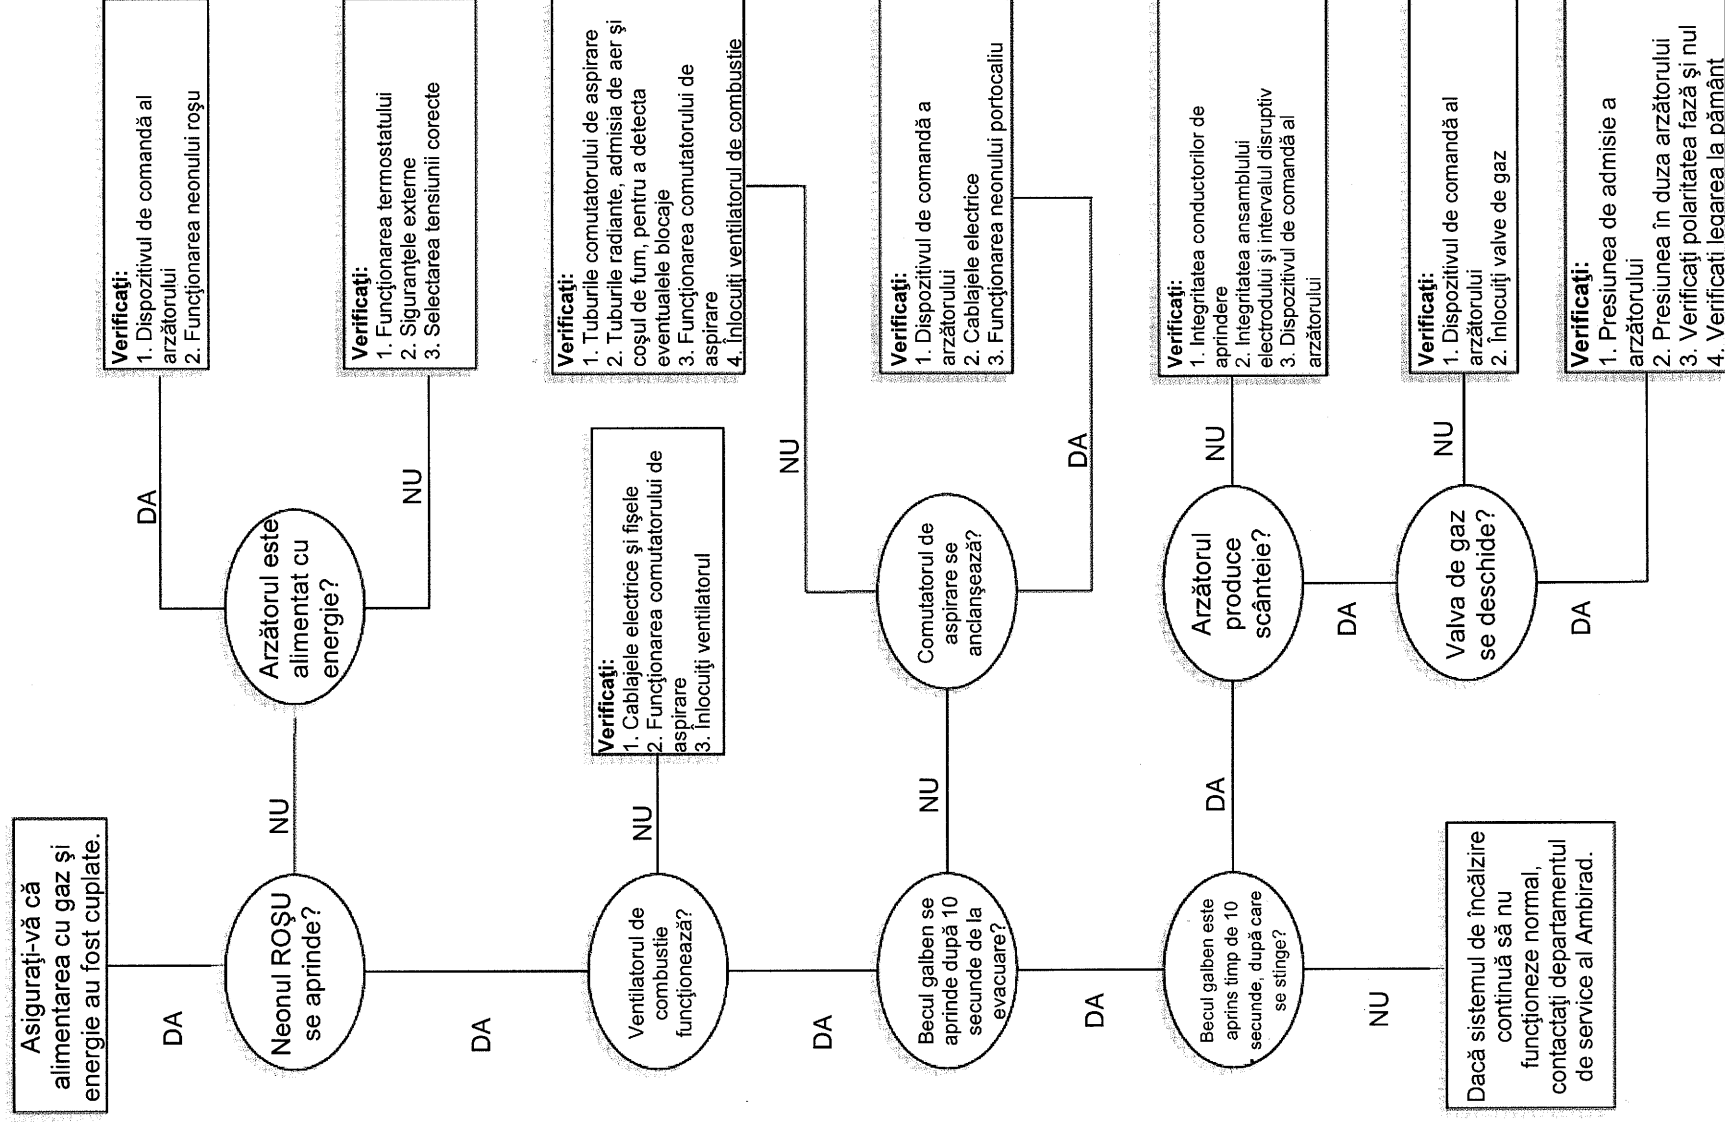 Asiguraţi-vă că
alimentarea cu gaz şi
energie au fost cuplate.
DA
Neonul ROŞU
se aprinde?
NU
Arzătorul este
alimentat cu
energie?
DA
Verificaţi:
1. Dispozitivul de comandă al
arzătorului
2. Funcţionarea neonului roşu
NU
Verificaţi:
1. Funcţionarea termostatului
2. Siguranţele externe
3. Selectarea tensiunii corecte
DA
Ventilatorul de
combustie
funcţionează?
NU
Verificaţi:
1. Cablajele electrice şi fişele
2. Funcţionarea comutatorului de
aspirare
3. Înlocuiţi ventilatorul
DA
Becul galben se
aprinde după 10
secunde de la
evacuare?
NU
Comutatorul de
aspirare se
anclanşează?
NU
Verificaţi:
1. Tuburile comutatorului de aspirare
2. Tuburile radiante, admisia de aer şi
coşul de fum, pentru a detecta
eventualele blocaje
3. Funcţionarea comutatorului de
aspirare
4. Înlocuiţi ventilatorul de combustie
DA
Verificaţi:
1. Dispozitivul de comandă a
arzătorului
2. Cablajele electrice
3. Funcţionarea neonului portocaliu
DA
Becul galben este
aprins timp de 10
secunde, după care
se stinge?
DA
Arzătorul
produce
scânteie?
NU
Verificaţi:
1. Integritatea conductorilor de
aprindere
2. Integritatea ansamblului
electrodului şi intervalul disruptiv
3. Dispozitivul de comandă al
arzătorului
DA
Valva de gaz
se deschide?
NU
Verificaţi:
1. Dispozitivul de comandă al
arzătorului
2. Înlocuiţi valve de gaz
DA
Verificaţi:
1. Presiunea de admisie a
arzătorului
2. Presiunea în duza arzătorului
3. Verificaţi polaritatea fază şi nul
4. Verificaţi legarea la pământ
NU
Dacă sistemul de încălzire
continuă să nu
funcţioneze normal,
contactaţi departamentul
de service al Ambirad.